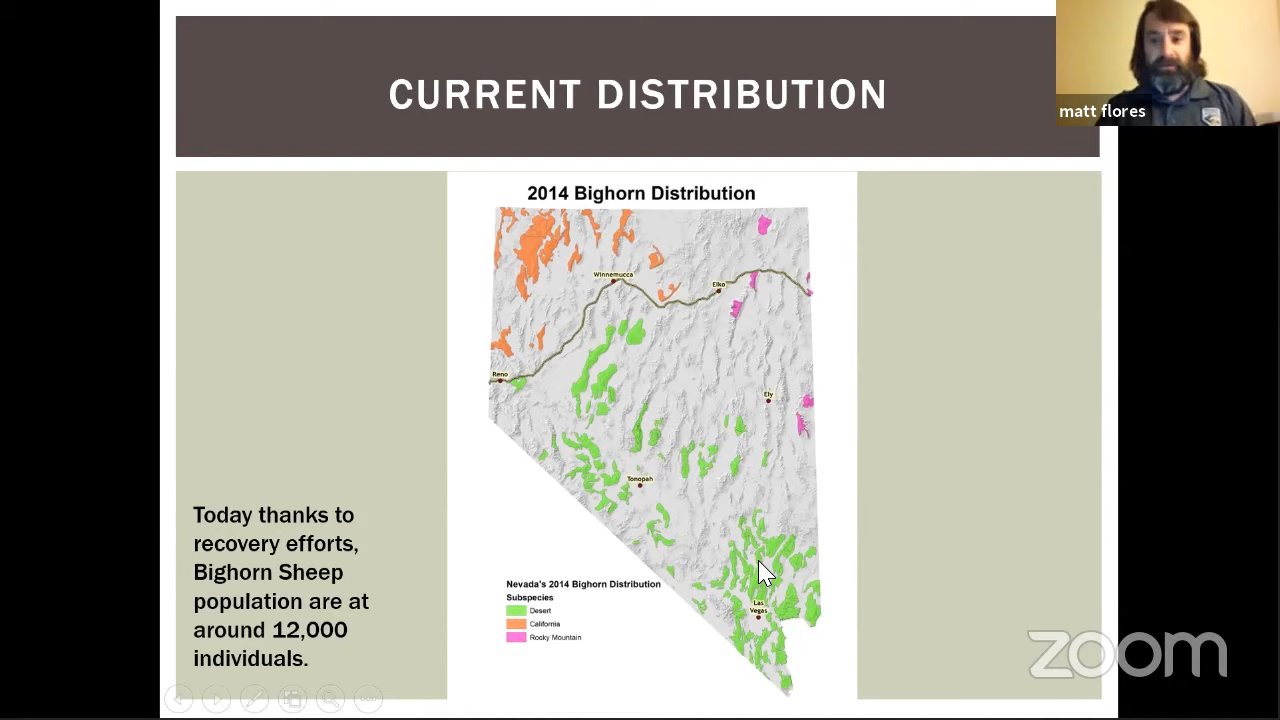 CURRENT DISTRIBUTION
matt flores
2014 Bighorn Distribution
Winnemucca
Elko
Reno
Ely
Tonopah
Las
Vegas
Nevada's 2014 Bighorn Distribution
Subspecies
Desert
California
Rocky Mountain
Today thanks to
recovery efforts,
Bighorn Sheep
population are at
around 12,000
individuals.
zoom